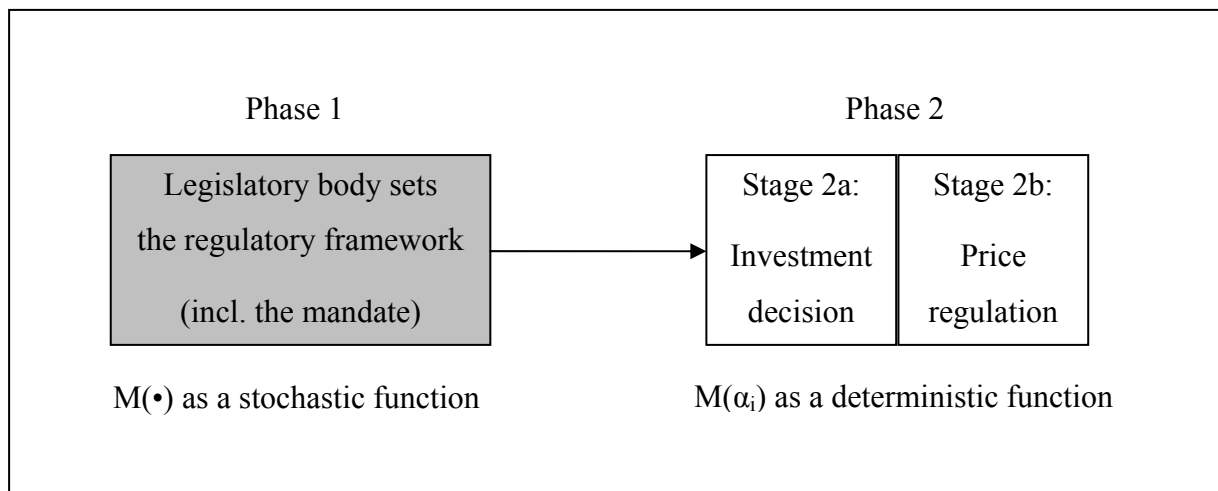 Phase 1
Legislatory body sets
the regulatory framework
(incl. the mandate)
M(•) as a stochastic function
Phase 2
Stage 2a:
Investment
decision
Stage 2b:
Price
regulation
M(αᵢ) as a deterministic function